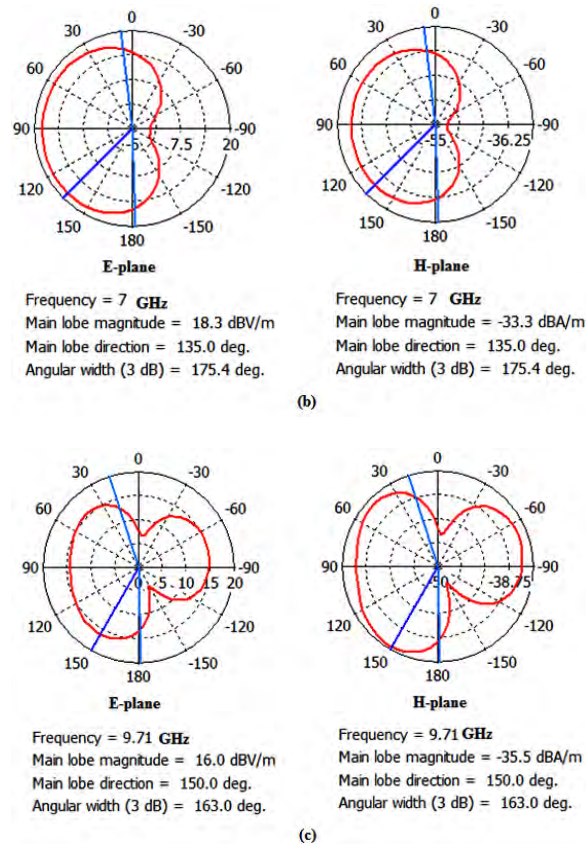 0
30 -30
60 -60
90 -90
-5 7.5 20
120 -120
150 -150
180
E-plane
Frequency = 7 GHz
Main lobe magnitude = 18.3 dBV/m
Main lobe direction = 135.0 deg.
Angular width (3 dB) = 175.4 deg.
0
30 -30
60 -60
90 -90
-55 -36.25
120 -120
150 -150
180
H-plane
Frequency = 7 GHz
Main lobe magnitude = -33.3 dBA/m
Main lobe direction = 135.0 deg.
Angular width (3 dB) = 175.4 deg.
(b)
0
30 -30
60 -60
90 -90
0 5 10 15 20
120 -120
150 -150
180
E-plane
Frequency = 9.71 GHz
Main lobe magnitude = 16.0 dBV/m
Main lobe direction = 150.0 deg.
Angular width (3 dB) = 163.0 deg.
0
30 -30
60 -60
90 -90
-50 -38.75
120 -120
150 -150
180
H-plane
Frequency = 9.71 GHz
Main lobe magnitude = -35.5 dBA/m
Main lobe direction = 150.0 deg.
Angular width (3 dB) = 163.0 deg.
(c)